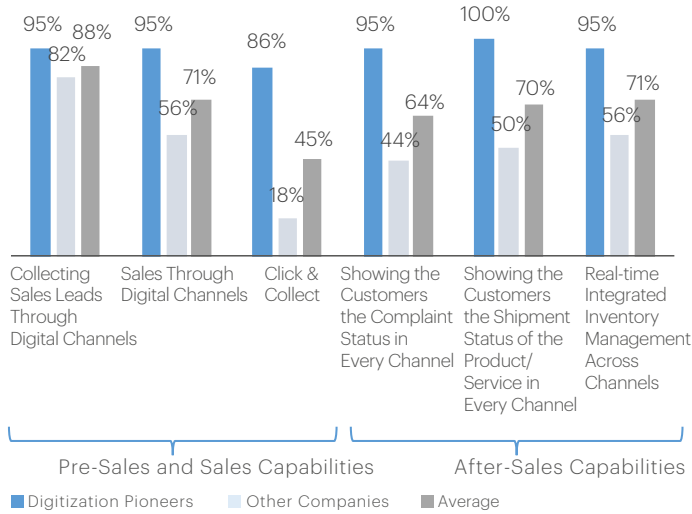 95%
82%
88%
95%
56%
71%
86%
18%
45%
95%
44%
64%
100%
50%
70%
95%
56%
71%
Collecting
Sales Leads
Through
Digital Channels
Sales Through
Digital Channels
Click &
Collect
Showing the
Customers
the Complaint
Status in
Every Channel
Showing the
Customers
the Shipment
Status of the
Product/
Service in
Every Channel
Real-time
Integrated
Inventory
Management
Across
Channels
Pre-Sales and Sales Capabilities
After-Sales Capabilities
Digitization Pioneers
Other Companies
Average